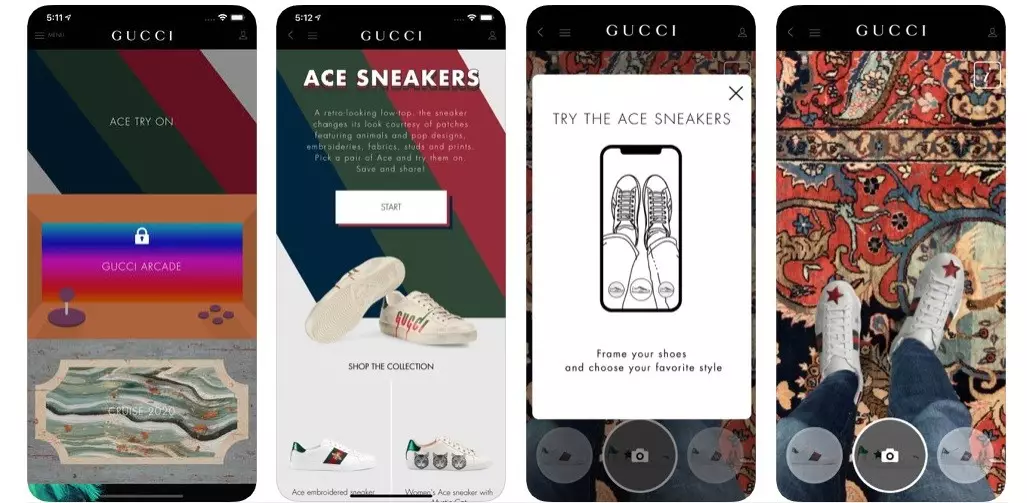 5:11
MENU
GUCCI
ACE TRY ON
GUCCI ARCADE
CRUISE 2020
5:12
GUCCI
ACE SNEAKERS
A retro-looking low-top, the sneaker
changes its look courtesy of patches
featuring animals and pop designs,
embroideries, fabrics, studs and prints.
Pick a pair of Ace and try them on.
Save and share!
START
GUCCI
SHOP THE COLLECTION
Ace embroidered sneaker
Women's Ace sneaker with
Mystic Cat
GUCCI
TRY THE ACE SNEAKERS
Frame your shoes
and choose your favorite style
GUCCI
7